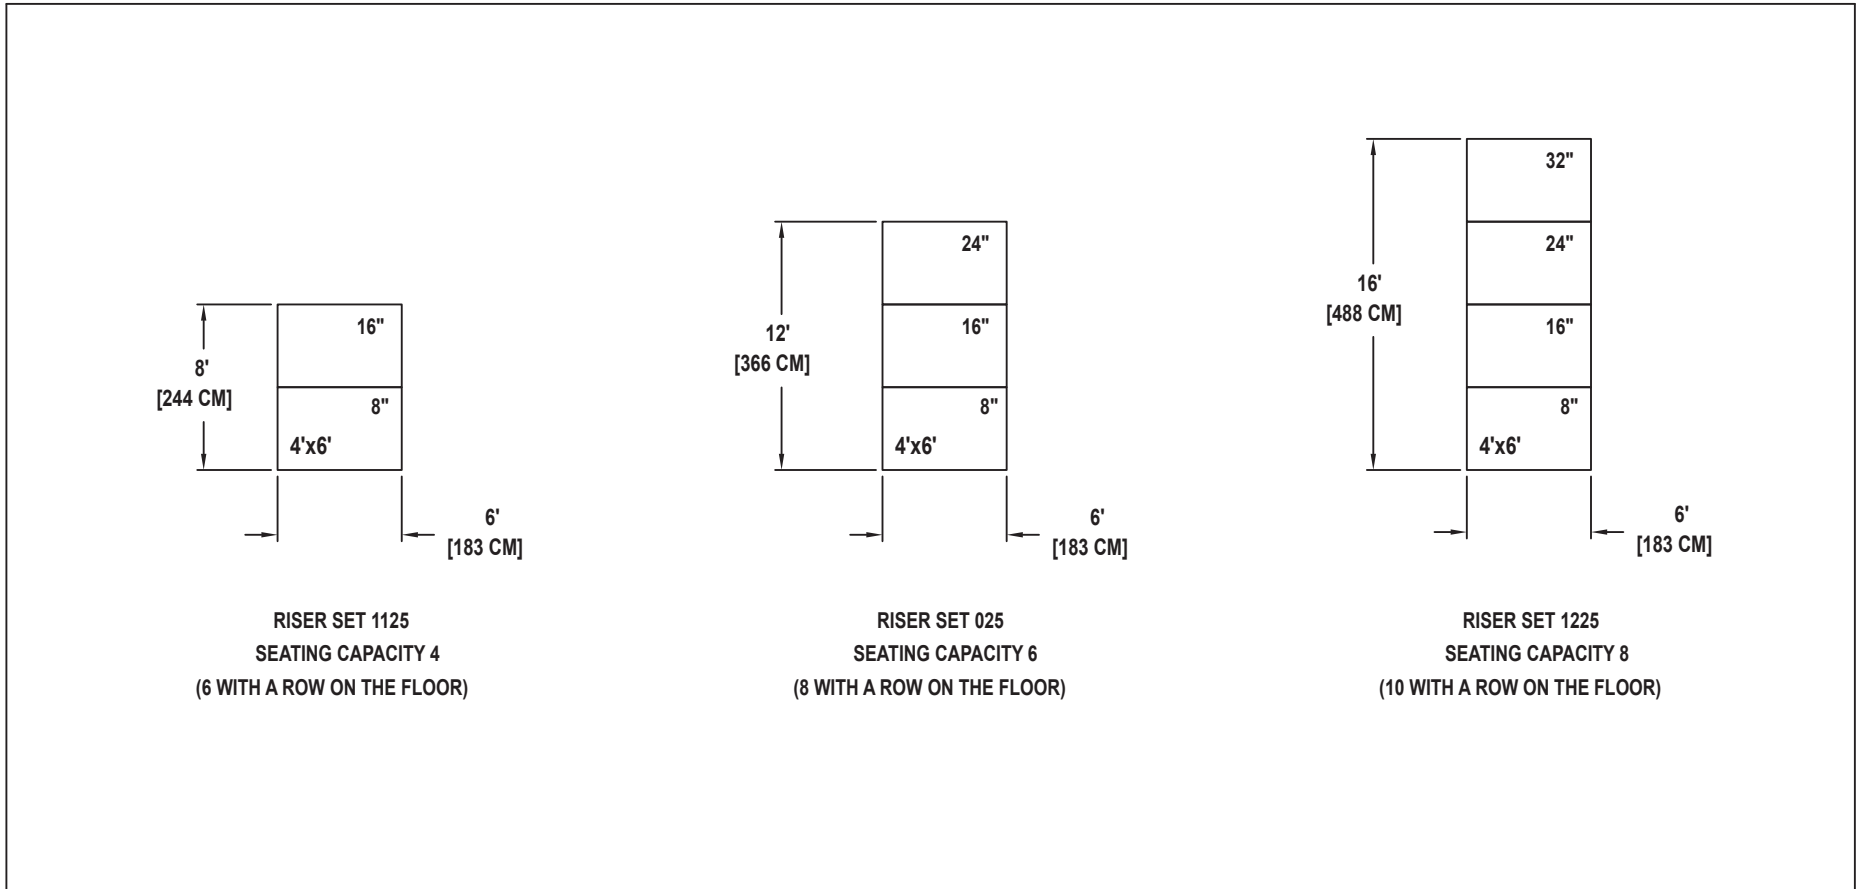 16"
8'
[244 CM]
8"
4'x6'
6'
[183 CM]
RISER SET 1125
SEATING CAPACITY 4
(6 WITH A ROW ON THE FLOOR)
24"
12'
[366 CM]
16"
8"
4'x6'
6'
[183 CM]
RISER SET 025
SEATING CAPACITY 6
(8 WITH A ROW ON THE FLOOR)
32"
24"
16'
[488 CM]
16"
8"
4'x6'
6'
[183 CM]
RISER SET 1225
SEATING CAPACITY 8
(10 WITH A ROW ON THE FLOOR)